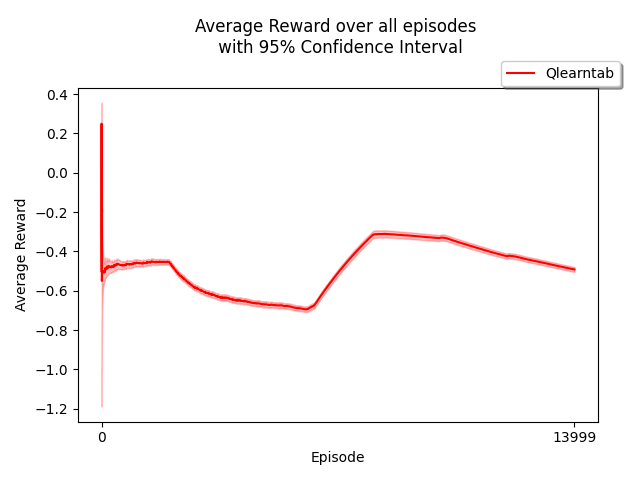 Average Reward over all episodes
with 95% Confidence Interval
Qlearntab
0.4
0.2
0.0
−0.2
−0.4
−0.6
−0.8
−1.0
−1.2
Average Reward
0
13999
Episode